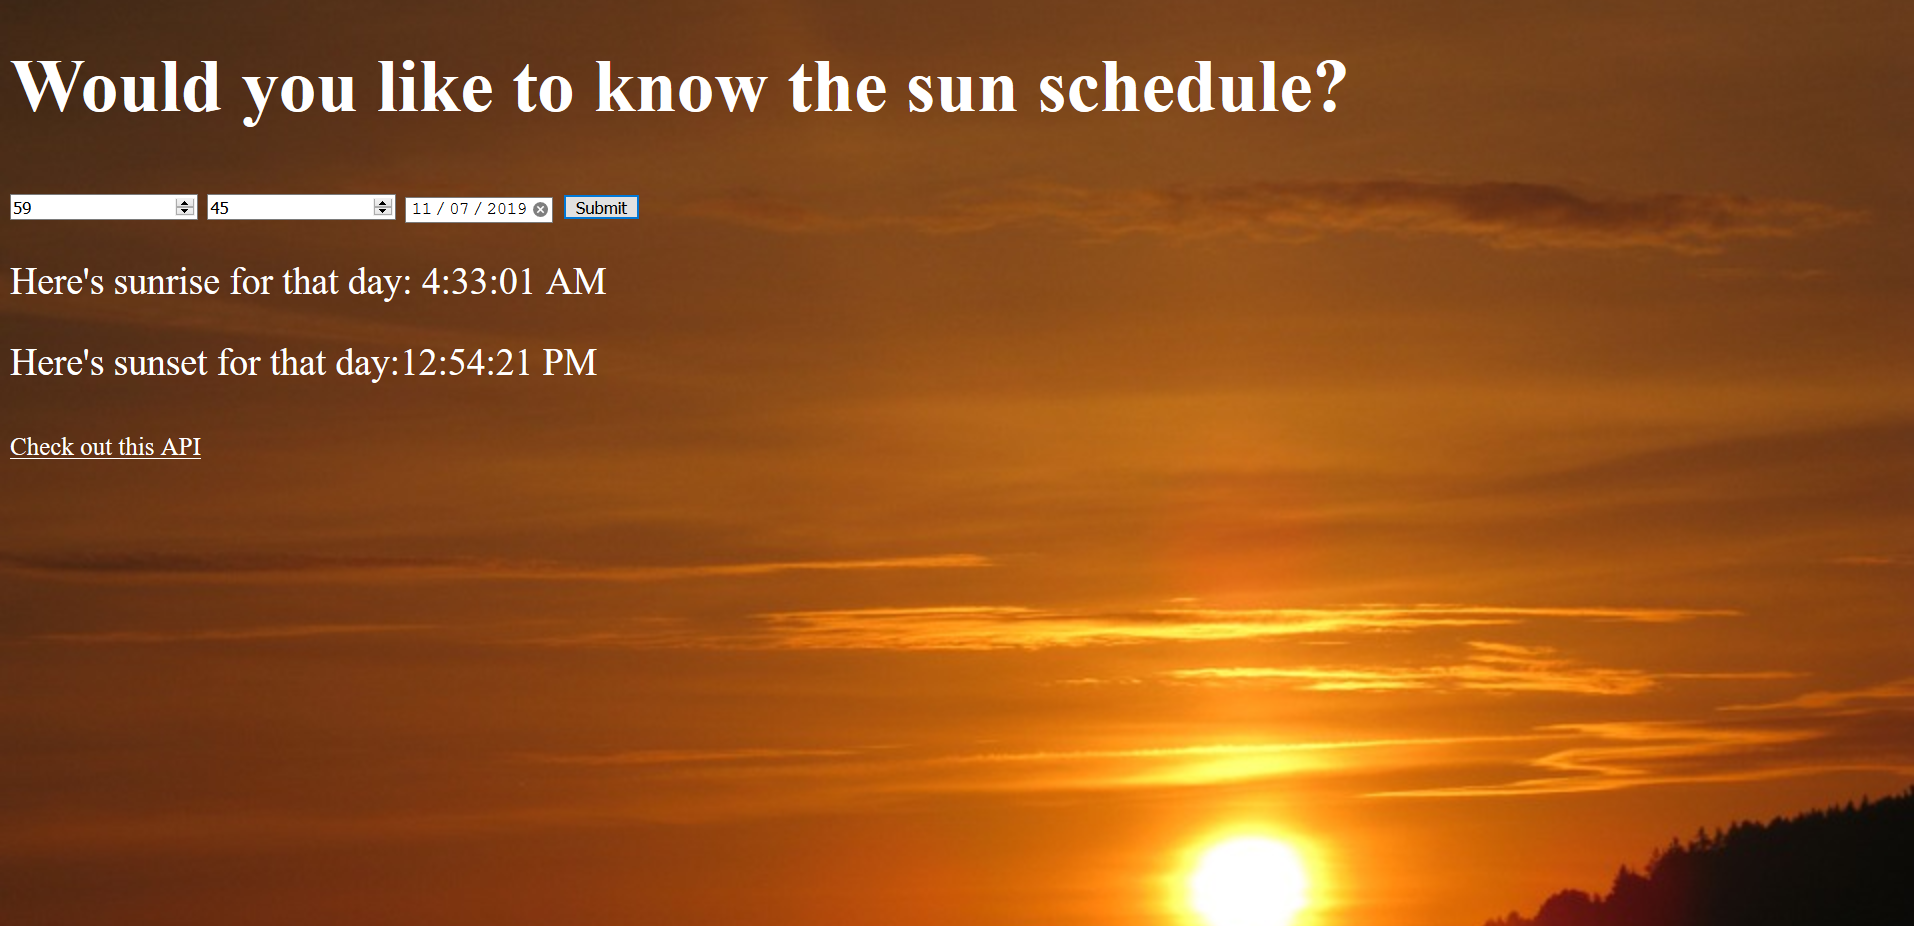 Would you like to know the sun schedule?
59 45 11 / 07 / 2019 Submit
Here's sunrise for that day: 4:33:01 AM
Here's sunset for that day:12:54:21 PM
Check out this API